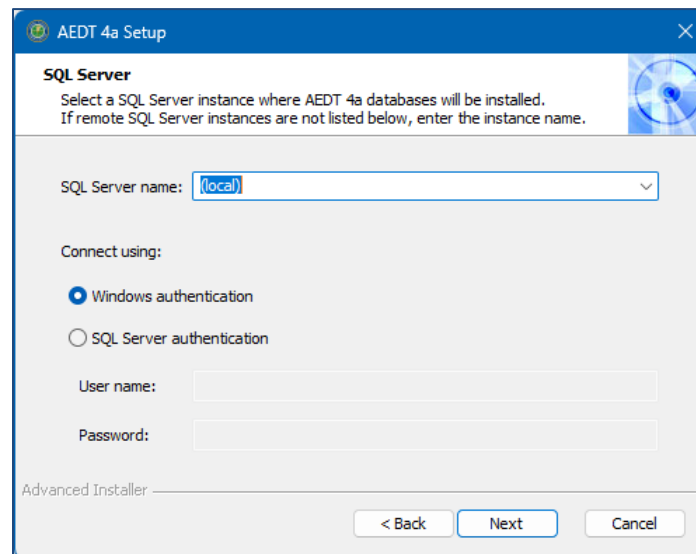 AEDT 4a Setup
SQL Server
Select a SQL Server instance where AEDT 4a databases will be installed.
If remote SQL Server instances are not listed below, enter the instance name.
SQL Server name: (local)
Connect using:
Windows authentication
SQL Server authentication
User name:
Password:
Advanced Installer
< Back Next Cancel